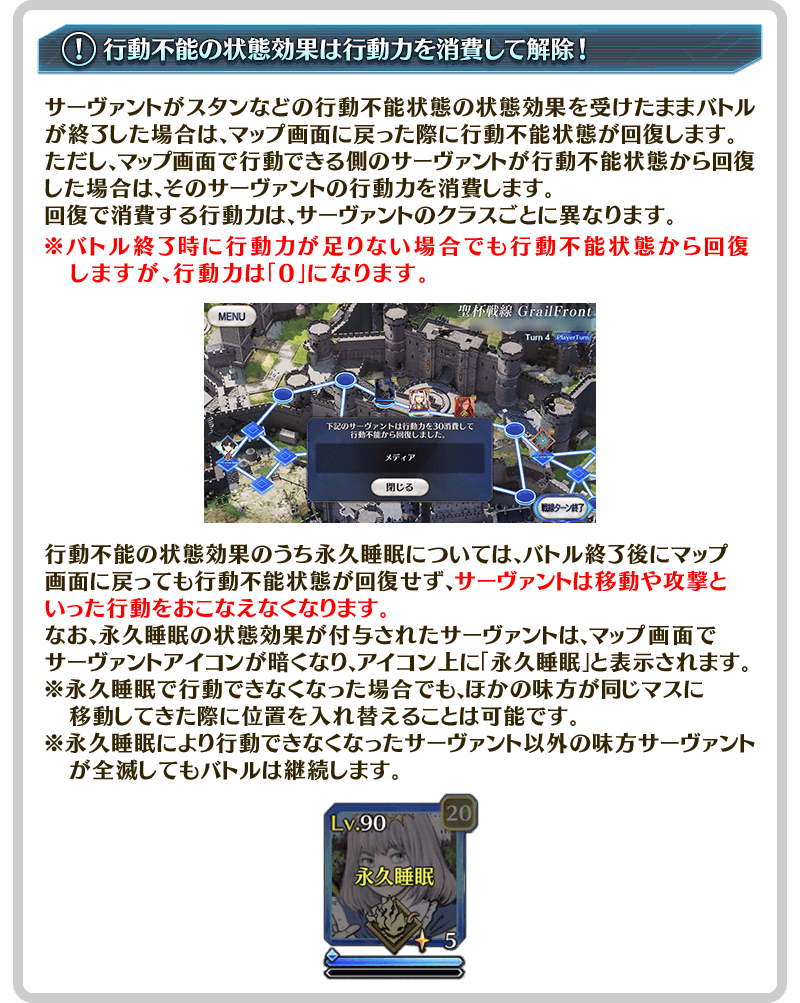 行動不能の状態効果は行動力を消費して解除！
サーヴァントがスタンなどの行動不能状態の状態効果を受けたままバトル
が終了した場合は、マップ画面に戻った際に行動不能状態が回復します。
ただし、マップ画面で行動できる側のサーヴァントが行動不能状態から回復
した場合は、そのサーヴァントの行動力を消費します。
回復で消費する行動力は、サーヴァントのクラスごとに異なります。
※バトル終了時に行動力が足りない場合でも行動不能状態から回復
しますが、行動力は「0」になります。
MENU
聖杯戦線 GrailFront
Turn 4 PlayerTurn
下記のサーヴァントは行動力を30消費して
行動不能から回復しました。
メディア
閉じる
戦線ターン終了
行動不能の状態効果のうち永久睡眠については、バトル終了後にマップ
画面に戻っても行動不能状態が回復せず、サーヴァントは移動や攻撃と
いった行動をおこなえなくなります。
なお、永久睡眠の状態効果が付与されたサーヴァントは、マップ画面で
サーヴァントアイコンが暗くなり、アイコン上に「永久睡眠」と表示されます。
※永久睡眠で行動できなくなった場合でも、ほかの味方が同じマスに
移動してきた際に位置を入れ替えることは可能です。
※永久睡眠により行動できなくなったサーヴァント以外の味方サーヴァント
が全滅してもバトルは継続します。
20
Lv.90
永久睡眠
5